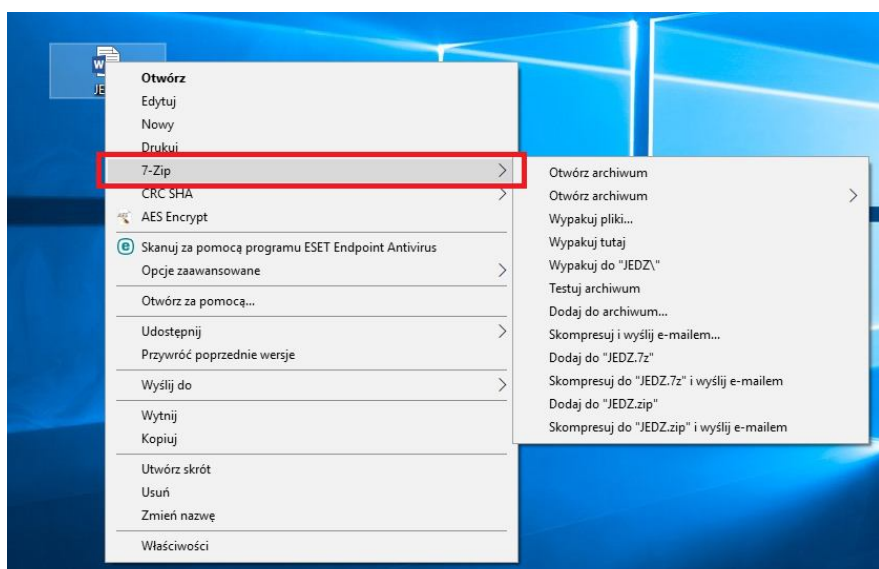 JE
Otwórz
Edytuj
Nowy
Drukuj
7-Zip
CRC SHA
AES Encrypt
Skanuj za pomocą programu ESET Endpoint Antivirus
Opcje zaawansowane
Otwórz za pomocą...
Udostępnij
Przywróć poprzednie wersje
Wyślij do
Wytnij
Kopiuj
Utwórz skrót
Usuń
Zmień nazwę
Właściwości
Otwórz archiwum
Otwórz archiwum
Wypakuj pliki...
Wypakuj tutaj
Wypakuj do "JEDZ\"
Testuj archiwum
Dodaj do archiwum...
Skompresuj i wyślij e-mailem...
Dodaj do "JEDZ.7z"
Skompresuj do "JEDZ.7z" i wyślij e-mailem
Dodaj do "JEDZ.zip"
Skompresuj do "JEDZ.zip" i wyślij e-mailem